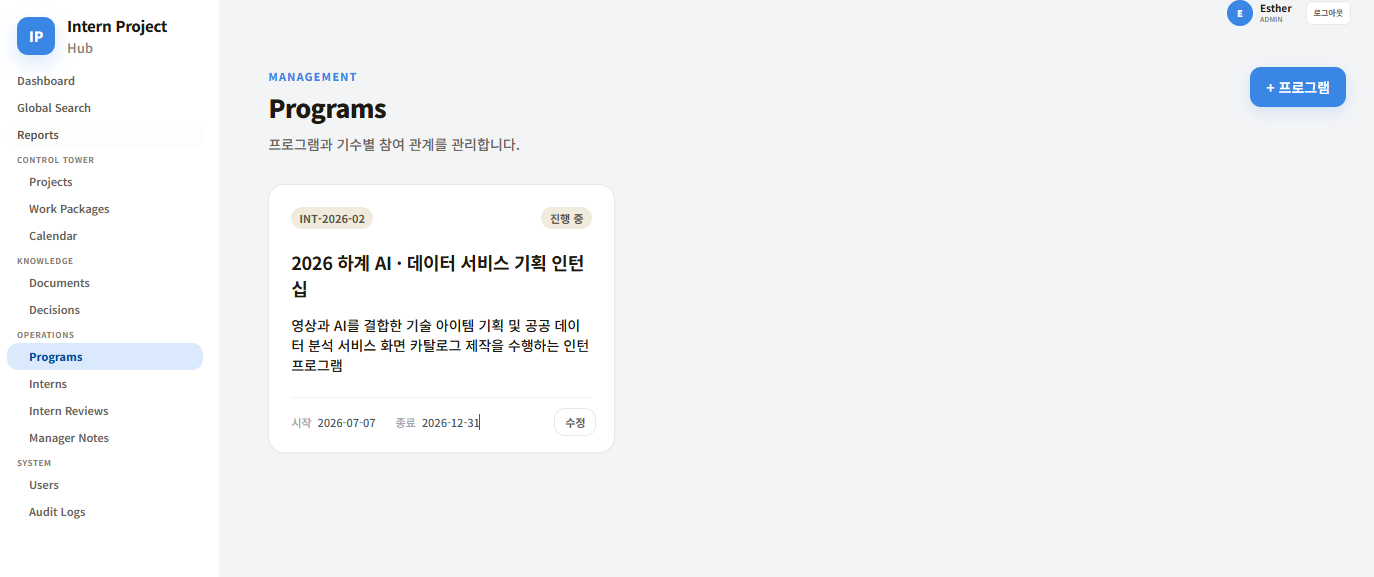 IP
Intern Project
Hub
Dashboard
Global Search
Reports
CONTROL TOWER
Projects
Work Packages
Calendar
KNOWLEDGE
Documents
Decisions
OPERATIONS
Programs
Interns
Intern Reviews
Manager Notes
SYSTEM
Users
Audit Logs
E
Esther
ADMIN
로그아웃
MANAGEMENT
Programs
프로그램과 기수별 참여 관계를 관리합니다.
+ 프로그램
INT-2026-02 진행 중
2026 하계 AI · 데이터 서비스 기획 인턴
십
영상과 AI를 결합한 기술 아이템 기획 및 공공 데이
터 분석 서비스 화면 카탈로그 제작을 수행하는 인턴
프로그램
시작 2026-07-07 종료 2026-12-31 수정